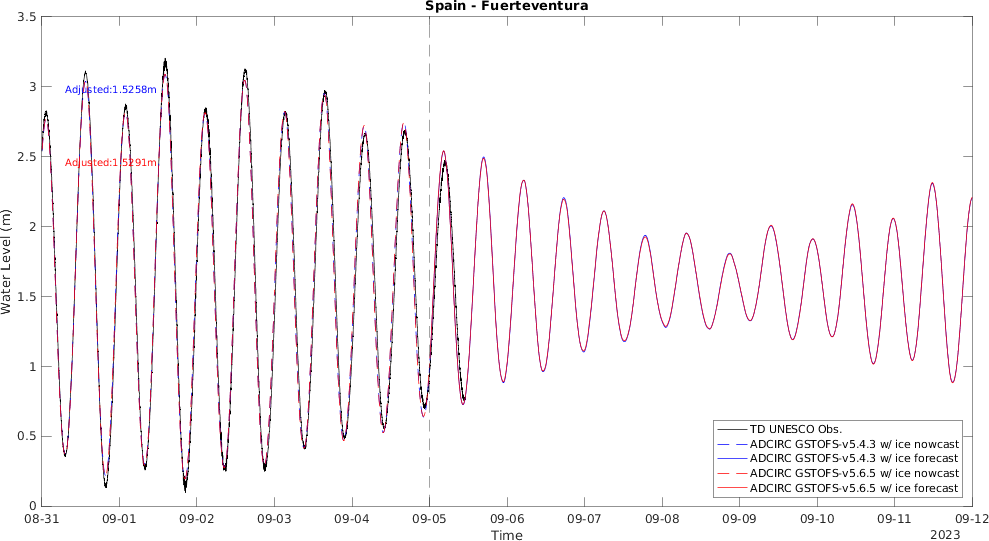 Spain - Fuerteventura
3.5
3
2.5
2
1.5
1
0.5
0
Water Level (m)
Adjusted:1.5258m
Adjusted:1.5291m
TD UNESCO Obs.
ADCIRC GSTOFS-v5.4.3 w/ ice nowcast
ADCIRC GSTOFS-v5.4.3 w/ ice forecast
ADCIRC GSTOFS-v5.6.5 w/ ice nowcast
ADCIRC GSTOFS-v5.6.5 w/ ice forecast
08-31 09-01 09-02 09-03 09-04 09-05 09-06 09-07 09-08 09-09 09-10 09-11 09-12
Time
2023